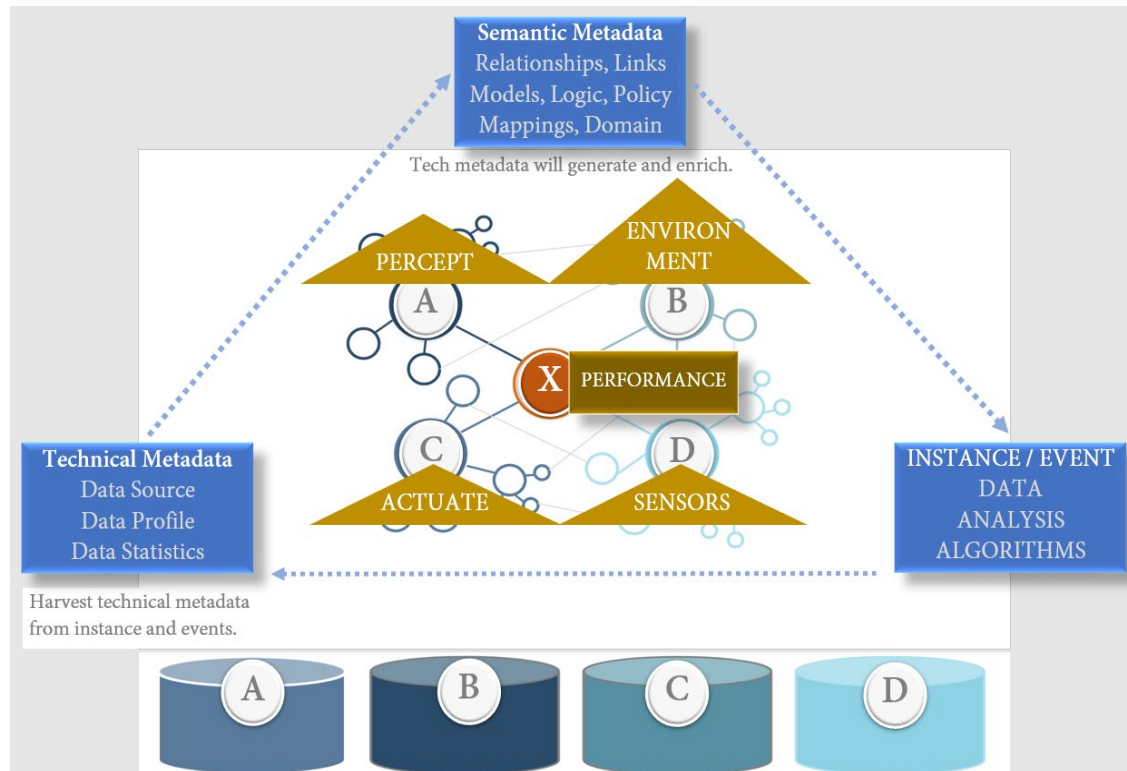 Semantic Metadata
Relationships, Links
Models, Logic, Policy
Mappings, Domain
Tech metadata will generate and enrich.
PERCEPT
ENVIRON
MENT
A
B
X
PERFORMANCE
C
D
ACTUATE
SENSORS
Technical Metadata
Data Source
Data Profile
Data Statistics
INSTANCE / EVENT
DATA
ANALYSIS
ALGORITHMS
Harvest technical metadata
from instance and events.
A
B
C
D